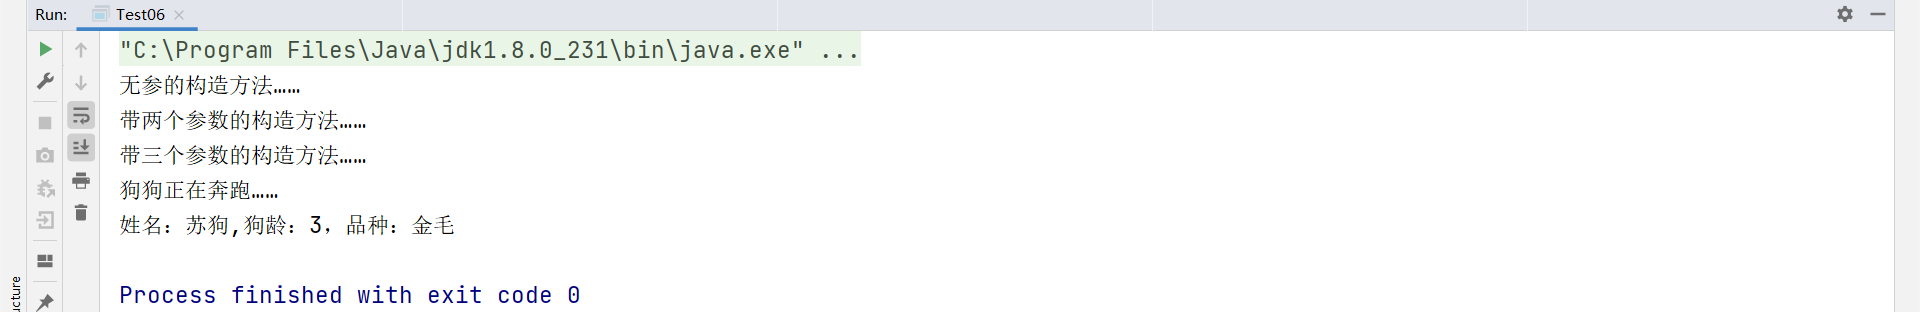 Run: Test06
"C:\Program Files\Java\jdk1.8.0_231\bin\java.exe" ...
无参的构造方法……
带两个参数的构造方法……
带三个参数的构造方法……
狗狗正在奔跑……
姓名：苏狗,狗龄：3，品种：金毛
Process finished with exit code 0
ucture